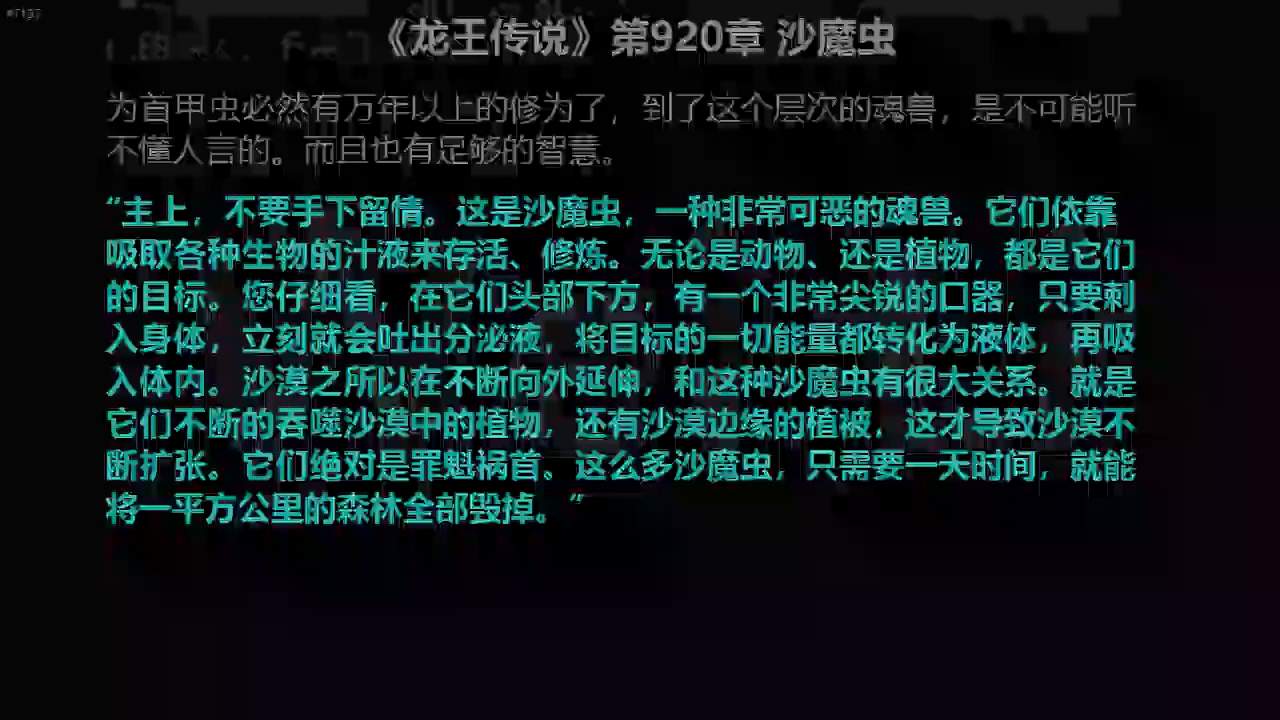 《龙王传说》第920章 沙魔虫
为首甲虫必然有万年以上的修为了，到了这个层次的魂兽，是不可能听
不懂人言的。而且也有足够的智慧。
“主上，不要手下留情。这是沙魔虫，一种非常可恶的魂兽。它们依靠
吸取各种生物的汁液来存活、修炼。无论是动物、还是植物，都是它们
的目标。您仔细看，在它们头部下方，有一个非常尖锐的口器，只要刺
入身体，立刻就会吐出分泌液，将目标的一切能量都转化为液体，再吸
入体内。沙漠之所以在不断向外延伸，和这种沙魔虫有很大关系。就是
它们不断的吞噬沙漠中的植物，还有沙漠边缘的植被，这才导致沙漠不
断扩张。它们绝对是罪魁祸首。这么多沙魔虫，只需要一天时间，就能
将一平方公里的森林全部毁掉。”